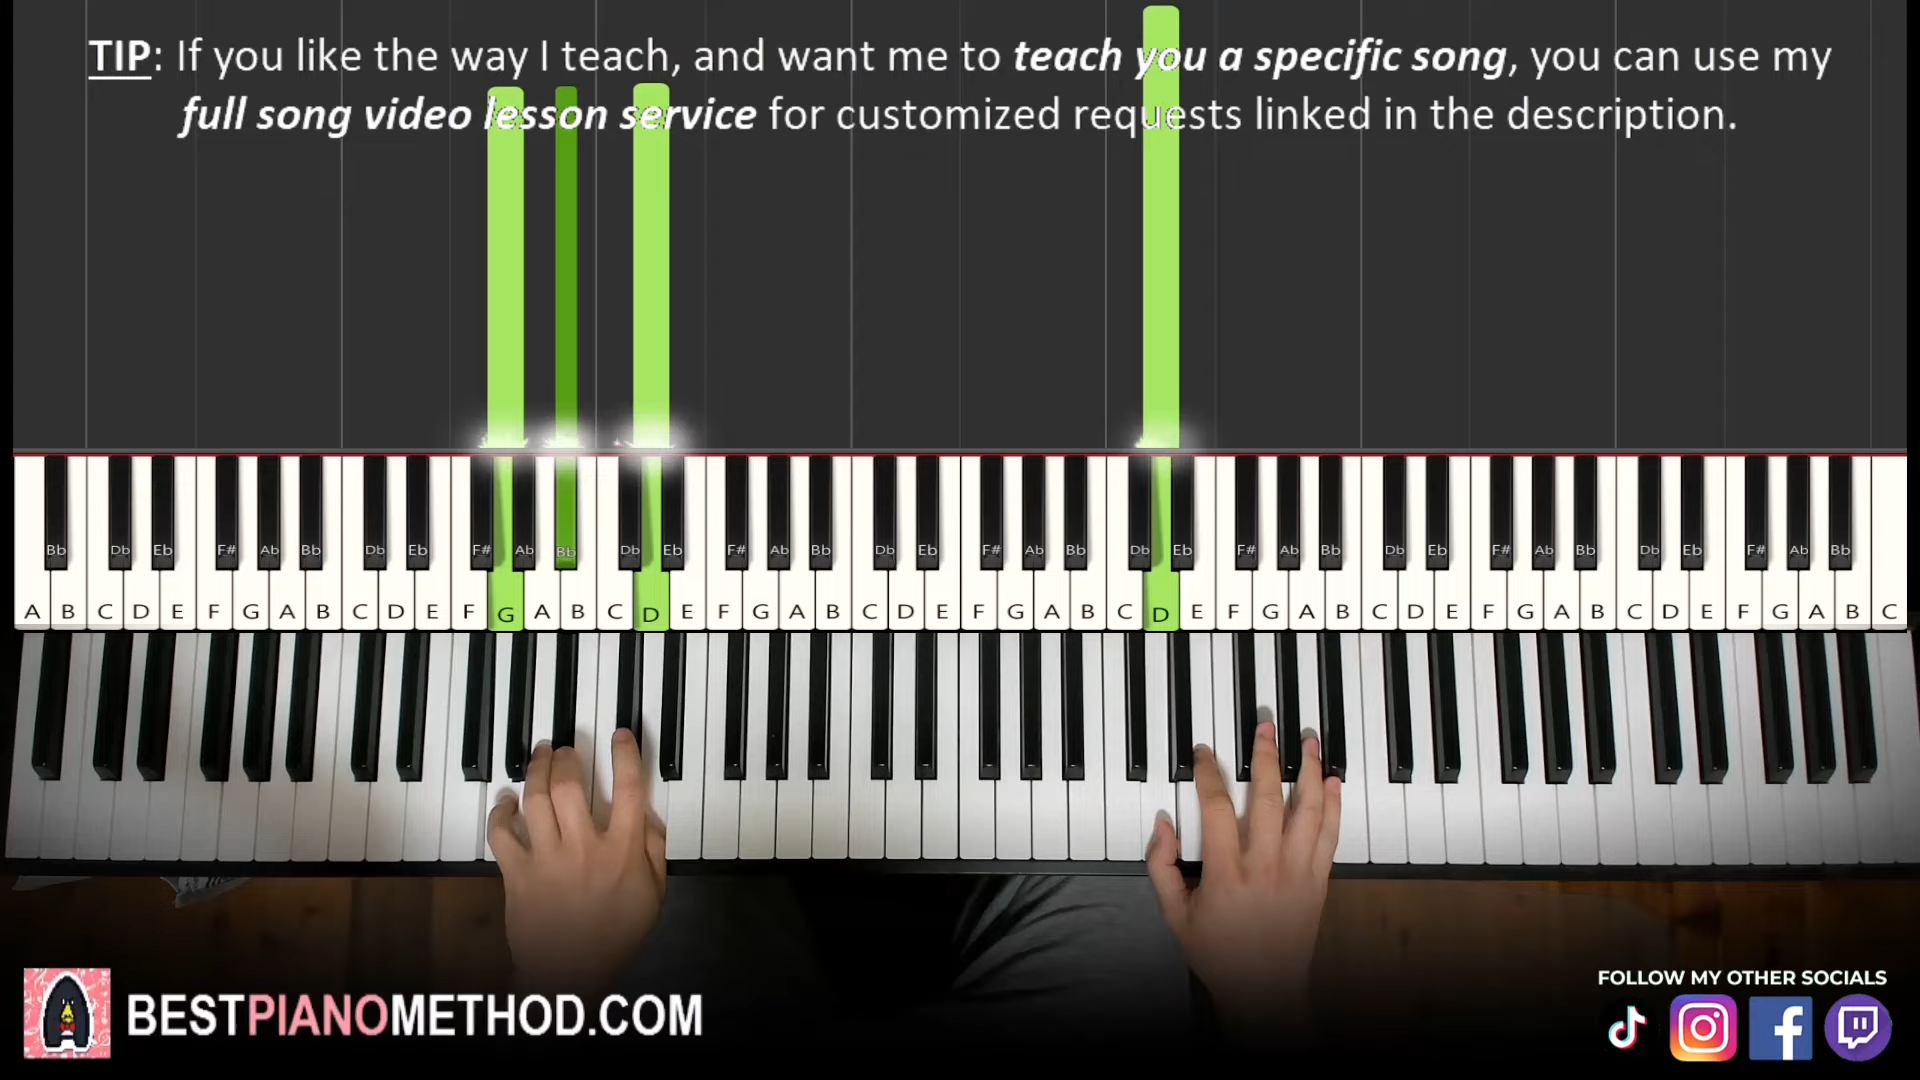 TIP: If you like the way I teach, and want me to teach you a specific song, you can use my
full song video lesson service for customized requests linked in the description.
Bb Db Eb F# Ab Bb Db Eb F# Ab Bb Db Eb F# Ab Bb Db Eb F# Ab Bb Db Eb F# Ab Bb Db Eb F# Ab Bb Db Eb F# Ab Bb
A B C D E F G A B C D E F G A B C D E F G A B C D E F G A B C D E F G A B C D E F G A B C D E F G A B C
FOLLOW MY OTHER SOCIALS
BESTPIANOMETHOD.COM